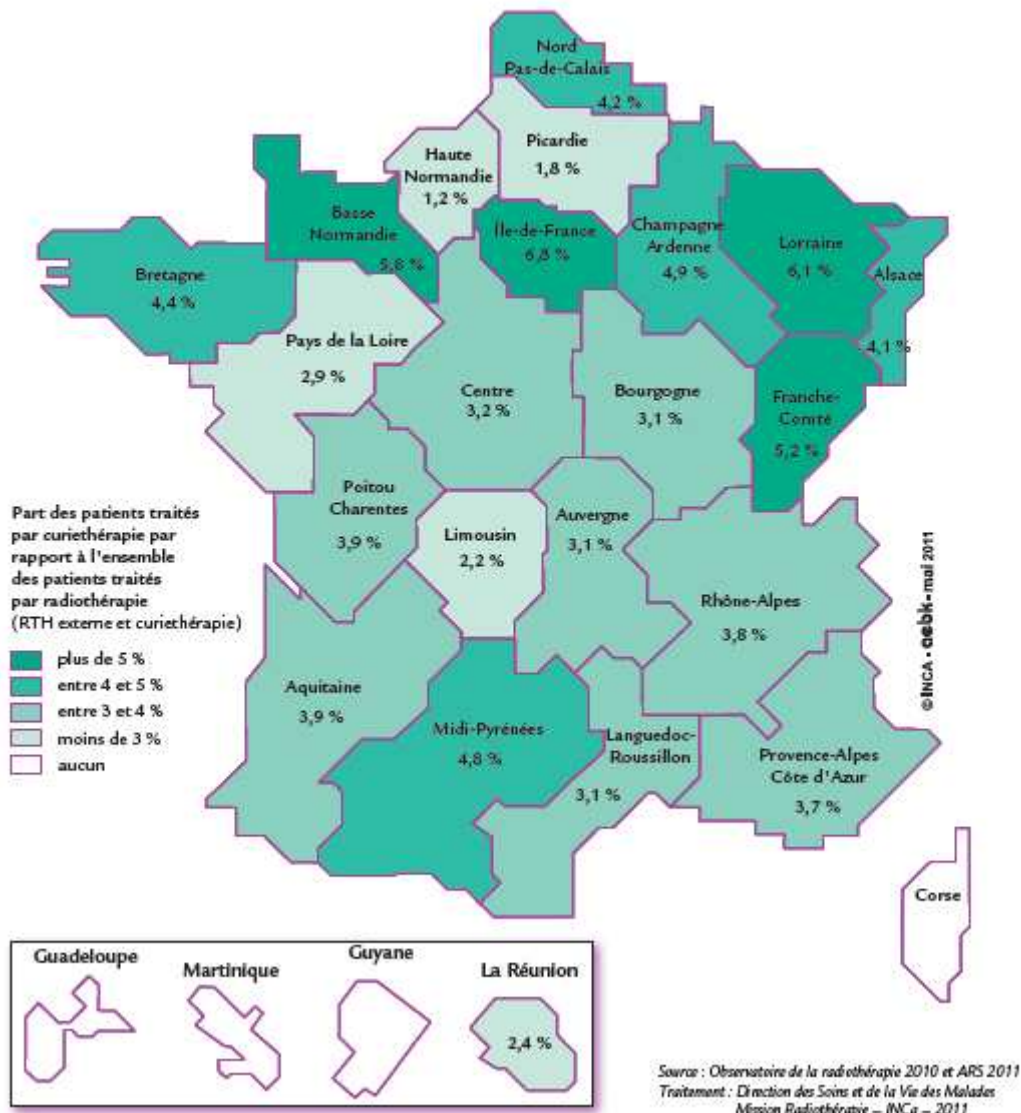 Nord
Pas-de-Calais
4,2 %
Picardie
1,8 %
Haute
Normandie
1,2 %
Basse
Normandie
5,8 %
Île-de-France
6,8 %
Champagne
Ardenne
4,9 %
Lorraine
6,1 %
Alsace
4,1 %
Bretagne
4,4 %
Pays de la Loire
2,9 %
Centre
3,2 %
Bourgogne
3,1 %
Franche-
Comté
5,2 %
Poitou
Charentes
3,9 %
Limousin
2,2 %
Auvergne
3,1 %
Rhône-Alpes
3,8 %
Aquitaine
3,9 %
Midi-Pyrénées
4,8 %
Languedoc-
Roussillon
3,1 %
Provence-Alpes
Côte d'Azur
3,7 %
Corse
Part des patients traités
par curiethérapie par
rapport à l'ensemble
des patients traités
par radiothérapie
(RTH externe et curiethérapie)
plus de 5 %
entre 4 et 5 %
entre 3 et 4 %
moins de 3 %
aucun
© INCA - aebk - mai 2011
Guadeloupe
Martinique
Guyane
La Réunion
2,4 %
Source : Observatoire de la radiothérapie 2010 et ARS 2011
Traitement : Direction des Soins et de la Vie des Malades
Mission Radiothérapie – INCa – 2011